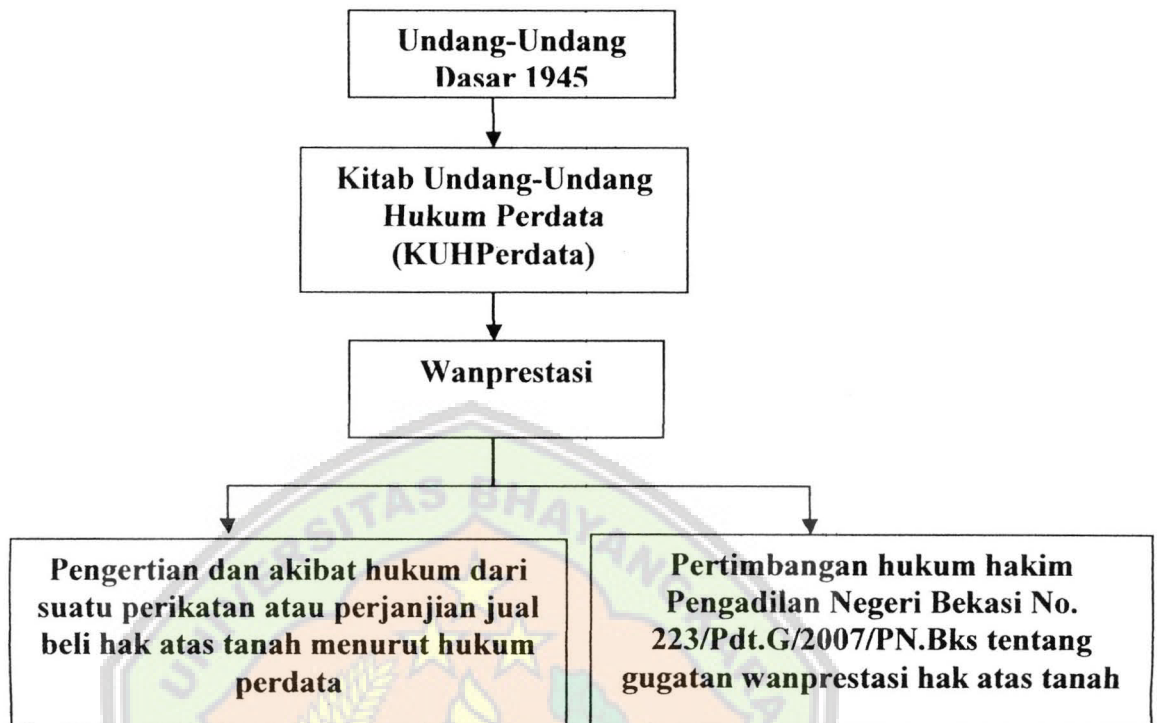 Undang-Undang
Dasar 1945
Kitab Undang-Undang
Hukum Perdata
(KUHPerdata)
Wanprestasi
UNIVERSITAS BHAYANGKARA
Pengertian dan akibat hukum dari
suatu perikatan atau perjanjian jual
beli hak atas tanah menurut hukum
perdata
Pertimbangan hukum hakim
Pengadilan Negeri Bekasi No.
223/Pdt.G/2007/PN.Bks tentang
gugatan wanprestasi hak atas tanah